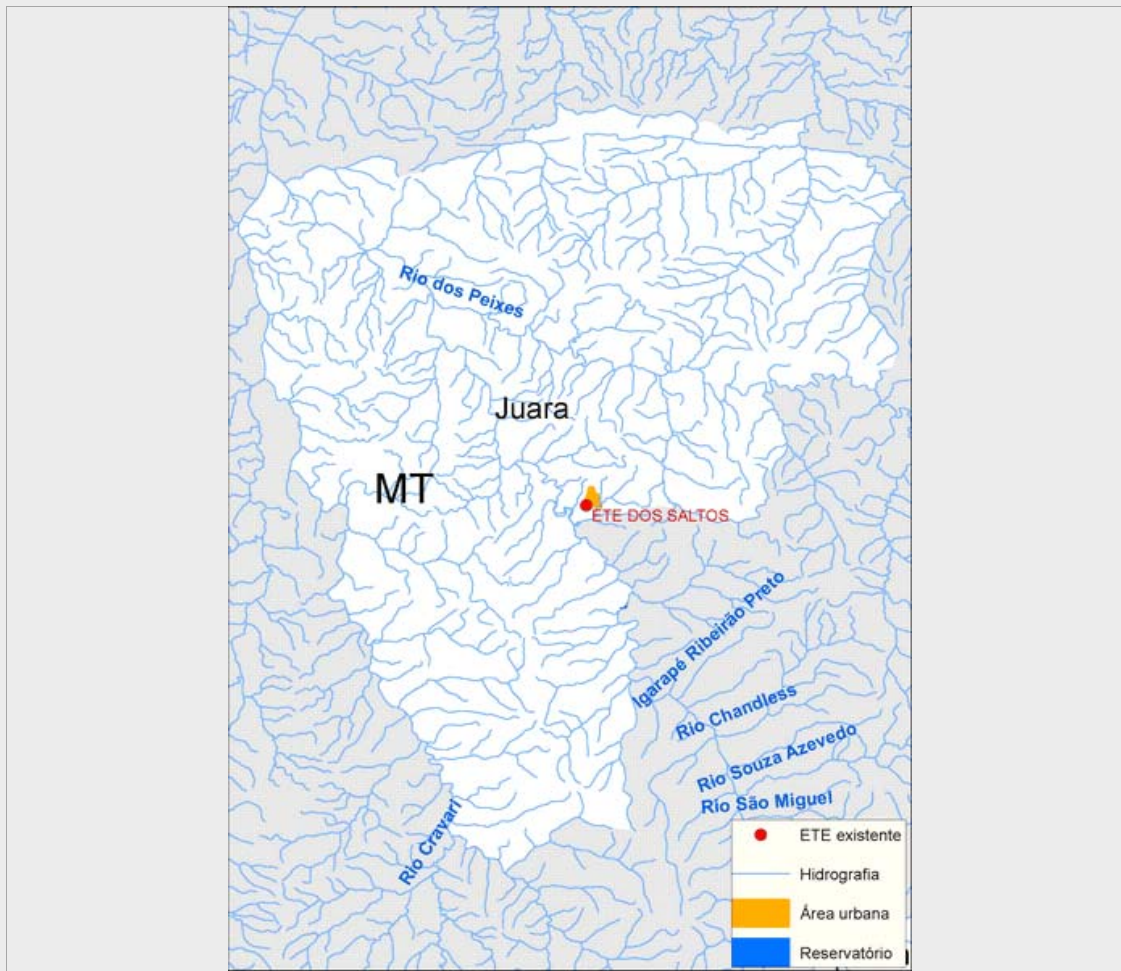 Rio dos Peixes
Juara
MT
ETE DOS SALTOS
Igarapé Ribeirão Preto
Rio Chandless
Rio Souza Azevedo
Rio São Miguel
Rio Cravari
ETE existente
Hidrografia
Área urbana
Reservatório